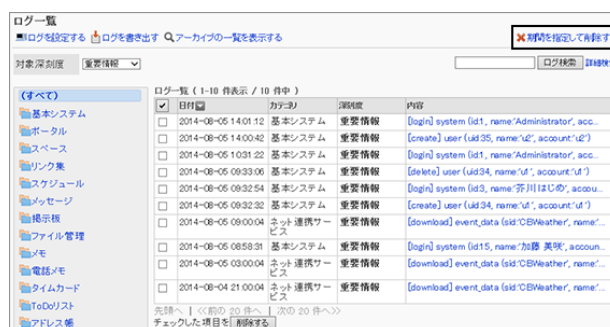 ログ一覧
ログを設定する ログを書き出す アーカイブの一覧を表示する
期間を指定して削除す
対象深刻度 重要情報 ログ検索 詳細検
ログ一覧 ( 1-10 件表示 / 10 件中 )
(すべて)
基本システム
ポータル
スペース
リンク集
スケジュール
メッセージ
掲示板
ファイル管理
メモ
電話メモ
タイムカード
ToDoリスト
アドレス帳
日付 カテゴリ 深刻度 内容
2014-08-05 14:01:12 基本システム 重要情報 [login] system (id:1, name:'Administrator', acc...
2014-08-05 14:00:42 基本システム 重要情報 [create] user (uid:35, name:'u2', account:'u2')
2014-08-05 10:31:22 基本システム 重要情報 [login] system (id:1, name:'Administrator', acc...
2014-08-05 09:33:06 基本システム 重要情報 [delete] user (uid:34, name:'u1', account:'u1')
2014-08-05 09:32:54 基本システム 重要情報 [login] system (id:3, name:'芥川 はじめ', accou...
2014-08-05 09:32:32 基本システム 重要情報 [create] user (uid:34, name:'u1', account:'u1')
2014-08-05 09:00:04 ネット連携サービス 重要情報 [download] event_data (sid:'CBWeather', name:'...
2014-08-05 08:58:31 基本システム 重要情報 [login] system (id:15, name:'加藤 美咲', accoun...
2014-08-05 03:00:04 ネット連携サービス 重要情報 [download] event_data (sid:'CBWeather', name:'...
2014-08-04 21:00:04 ネット連携サービス 重要情報 [download] event_data (sid:'CBWeather', name:'...
先頭へ | <<前の 20 件へ | 次の 20 件へ>>
チェックした項目を 削除する